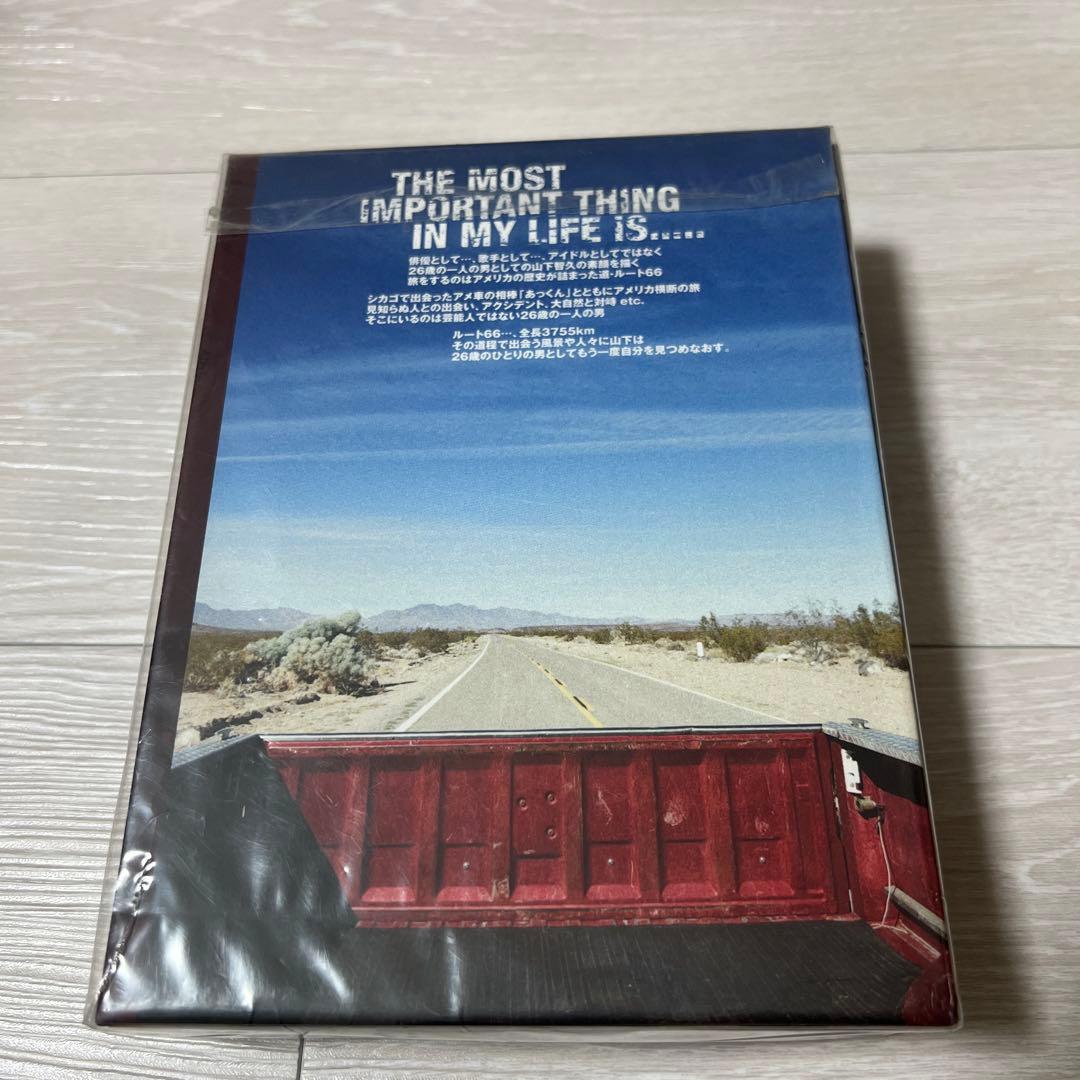 THE MOST
IMPORTANT THING
IN MY LIFE IS.....
俳優として…、歌手として…、アイドルとしてではなく
26歳の一人の男としての山下智久の素顔を描く
旅をするのはアメリカの歴史が詰まった道・ルート66
シカゴで出会ったアメ車の相棒「あっくん」とともにアメリカ横断の旅
見知らぬ人との出会い、アクシデント、大自然と対峙 etc.
そこにいるのは芸能人ではない26歳の一人の男
ルート66…、全長3755km
その道程で出会う風景や人々に山下は
26歳のひとりの男としてもう一度自分を見つめなおす。